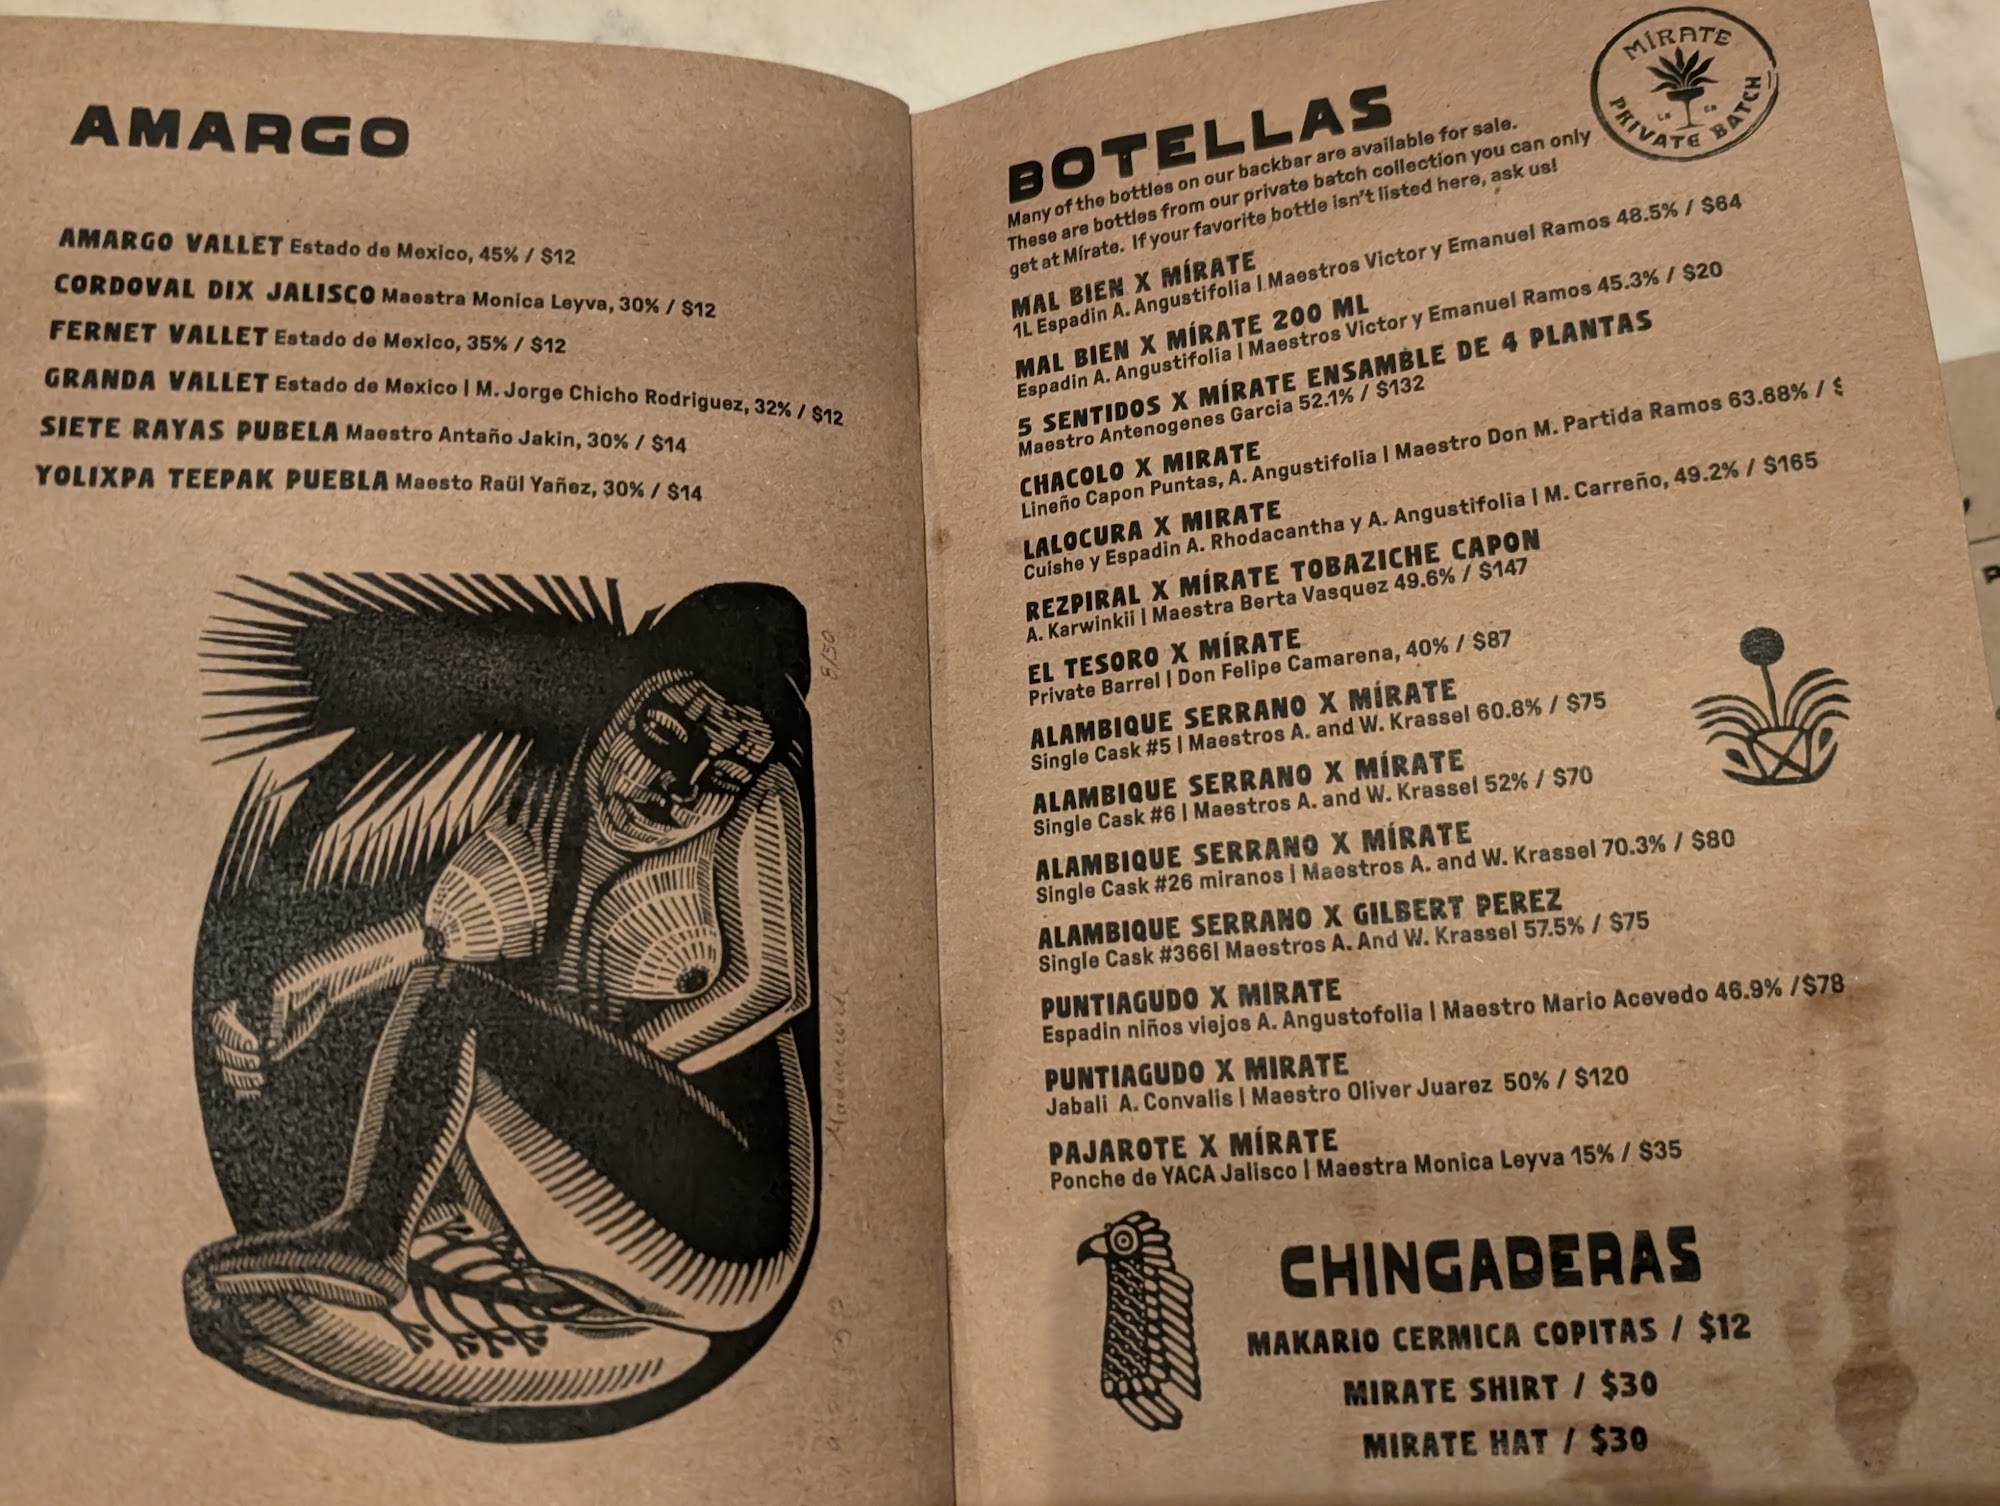 AMARGO
AMARGO VALLET Estado de Mexico, 45% / $12
CORDOVAL DIX JALISCO Maestra Monica Leyva, 30% / $12
FERNET VALLET Estado de Mexico, 35% / $12
GRANDA VALLET Estado de Mexico | M. Jorge Chicho Rodriguez, 32% / $12
SIETE RAYAS PUBELA Maestro Antaño Jakin, 30% / $14
YOLIXPA TEEPAK PUEBLA Maesto Raül Yañez, 30% / $14
5/30
BOTELLAS
MÍRATE
LA CA
PRIVATE BATCH
Many of the bottles on our backbar are available for sale.
These are bottles from our private batch collection you can only
get at Mírate. If your favorite bottle isn't listed here, ask us!
MAL BIEN X MÍRATE
1L Espadin A. Angustifolia | Maestros Victor y Emanuel Ramos 48.5% / $64
MAL BIEN X MÍRATE 200 ML
Espadin A. Angustifolia | Maestros Victor y Emanuel Ramos 45.3% / $20
5 SENTIDOS X MÍRATE ENSAMBLE DE 4 PLANTAS
Maestro Antenogenes Garcia 52.1% / $132
CHACOLO X MIRATE
Lineño Capon Puntas, A. Angustifolia | Maestro Don M. Partida Ramos 63.68% / $
LALOCURA X MIRATE
Cuishe y Espadin A. Rhodacantha y A. Angustifolia | M. Carreño, 49.2% / $165
REZPIRAL X MÍRATE TOBAZICHE CAPON
A. Karwinkii | Maestra Berta Vasquez 49.6% / $147
EL TESORO X MÍRATE
Private Barrel | Don Felipe Camarena, 40% / $87
ALAMBIQUE SERRANO X MÍRATE
Single Cask #5 | Maestros A. and W. Krassel 60.8% / $75
ALAMBIQUE SERRANO X MÍRATE
Single Cask #6 | Maestros A. and W. Krassel 52% / $70
ALAMBIQUE SERRANO X MÍRATE
Single Cask #26 miranos | Maestros A. and W. Krassel 70.3% / $80
ALAMBIQUE SERRANO X GILBERT PEREZ
Single Cask #366| Maestros A. And W. Krassel 57.5% / $75
PUNTIAGUDO X MIRATE
Espadin niños viejos A. Angustofolia | Maestro Mario Acevedo 46.9% /$78
PUNTIAGUDO X MIRATE
Jabali A. Convalis | Maestro Oliver Juarez 50% / $120
PAJAROTE X MÍRATE
Ponche de YACA Jalisco | Maestra Monica Leyva 15% / $35
CHINGADERAS
MAKARIO CERMICA COPITAS / $12
MIRATE SHIRT / $30
MIRATE HAT / $30